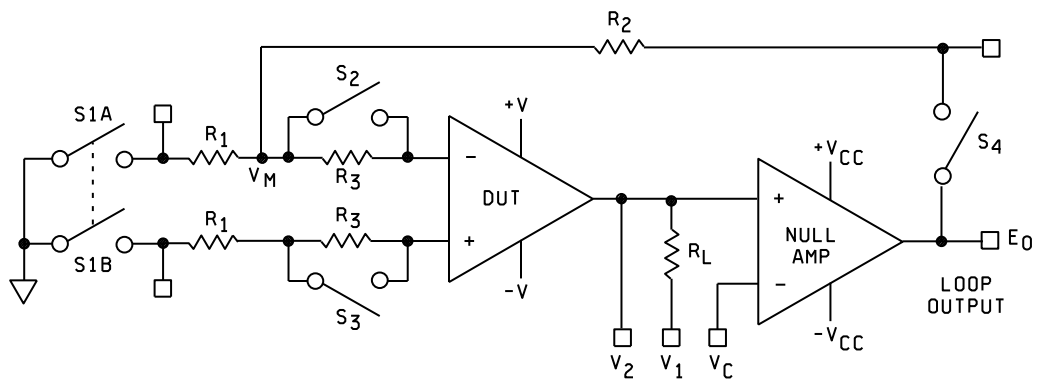 R2
S2
+V
S1A
R1
VM
R3
−
DUT
S4
+VCC
+
R1
R3
+
NULL
AMP
EO
S1B
RL
−
−V
S3
LOOP
OUTPUT
−VCC
V2
V1
VC